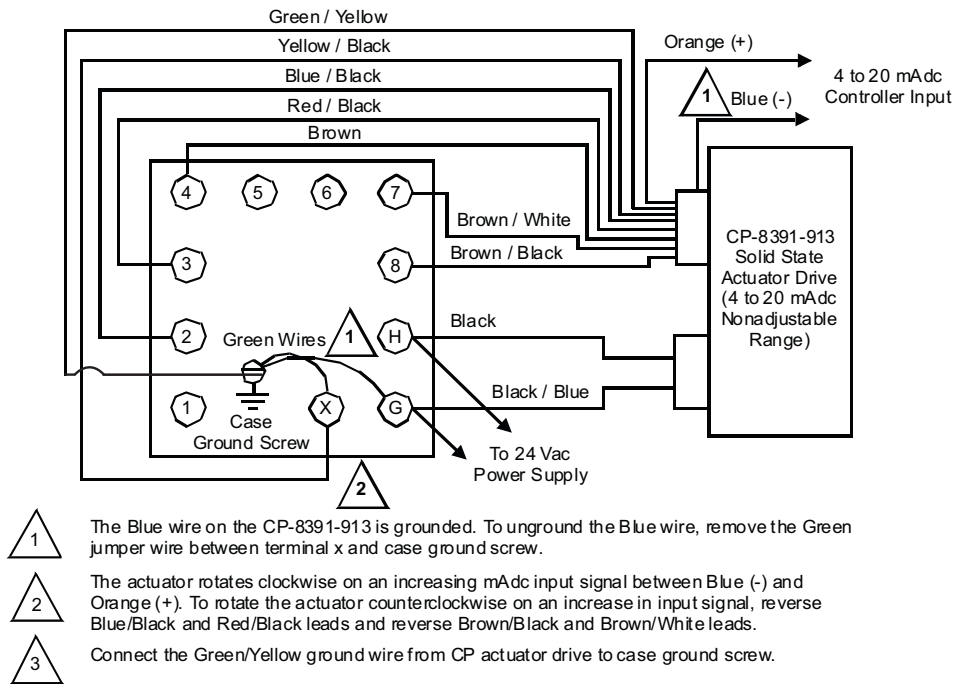 Green / Yellow
Yellow / Black
Blue / Black
Red / Black
Brown
Orange (+)
1
Blue (-)
4 to 20 mAdc
Controller Input
4
5
6
7
Brown / White
3
8
Brown / Black
CP-8391-913
Solid State
Actuator Drive
(4 to 20 mAdc
Nonadjustable
Range)
2
Green Wires
1
H
Black
1
Case
Ground Screw
X
G
Black / Blue
To 24 Vac
Power Supply
2
1
The Blue wire on the CP-8391-913 is grounded. To unground the Blue wire, remove the Green
jumper wire between terminal x and case ground screw.
2
The actuator rotates clockwise on an increasing mAdc input signal between Blue (-) and
Orange (+). To rotate the actuator counterclockwise on an increase in input signal, reverse
Blue/Black and Red/Black leads and reverse Brown/Black and Brown/White leads.
3
Connect the Green/Yellow ground wire from CP actuator drive to case ground screw.